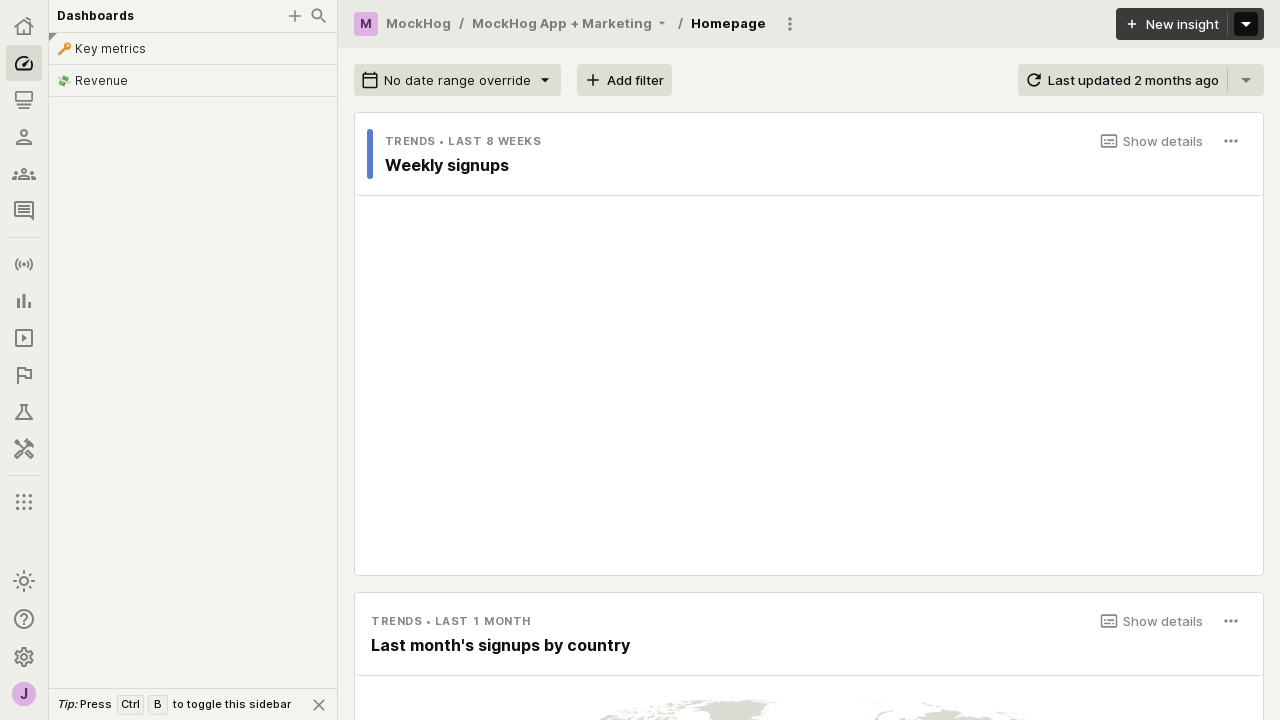 Dashboards
🔑 Key metrics
💸 Revenue
Tip: Press Ctrl B to toggle this sidebar
J
M MockHog / MockHog App + Marketing / Homepage
New insight
No date range override
Add filter
Last updated 2 months ago
TRENDS • LAST 8 WEEKS
Show details
Weekly signups
TRENDS • LAST 1 MONTH
Show details
Last month's signups by country